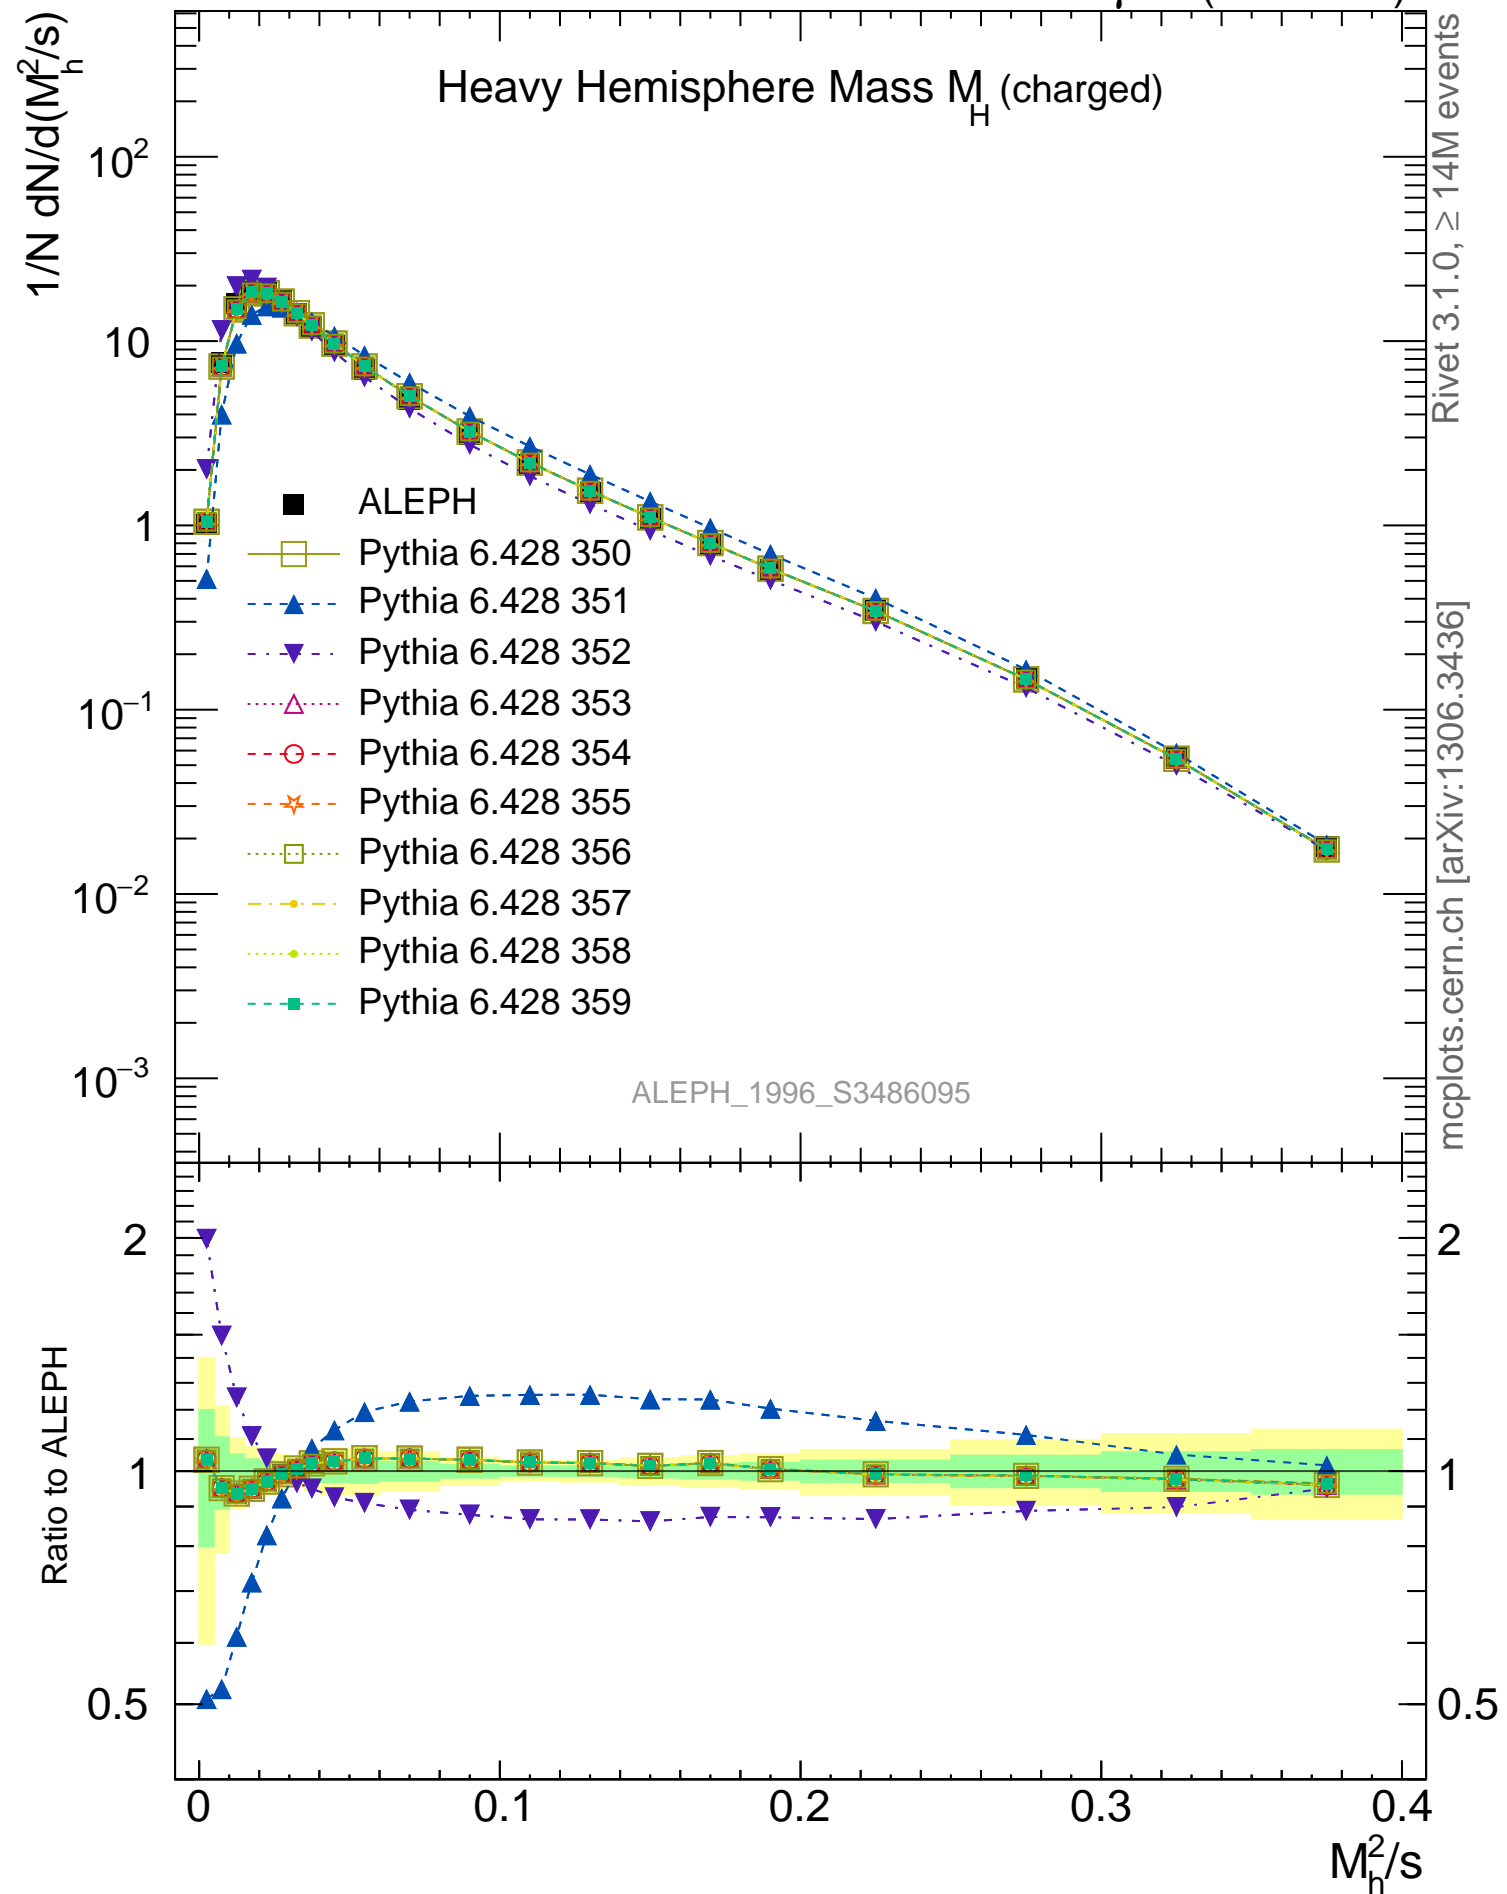 Heavy Hemisphere Mass M_H (charged)
1/N dN/d(M_h^2/s)
10^2
10
1
10^−1
10^−2
10^−3
ALEPH
Pythia 6.428 350
Pythia 6.428 351
Pythia 6.428 352
Pythia 6.428 353
Pythia 6.428 354
Pythia 6.428 355
Pythia 6.428 356
Pythia 6.428 357
Pythia 6.428 358
Pythia 6.428 359
ALEPH_1996_S3486095
Rivet 3.1.0, ≥ 14M events
mcplots.cern.ch [arXiv:1306.3436]
Ratio to ALEPH
2
1
0.5
2
1
0.5
0 0.1 0.2 0.3 0.4
M_h^2/s